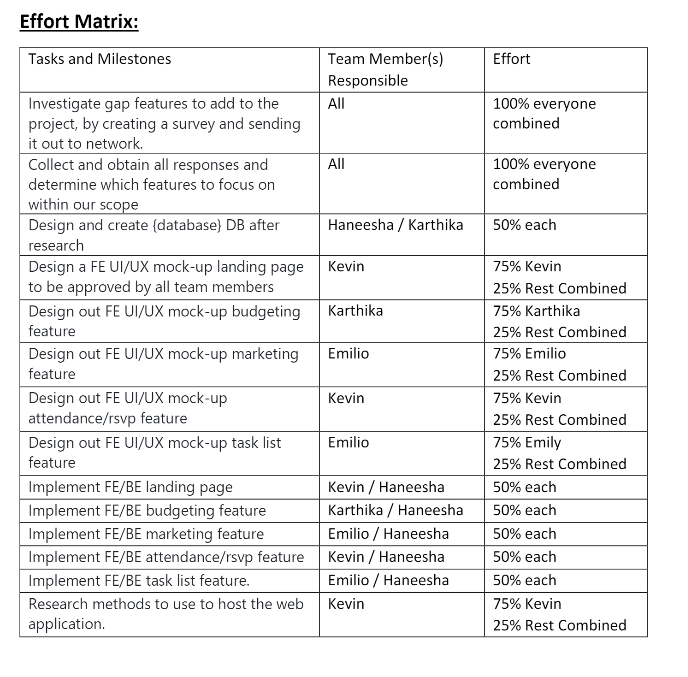 Effort Matrix:
Tasks and Milestones
Team Member(s)
Responsible
Effort
Investigate gap features to add to the
project, by creating a survey and sending
it out to network.
All
100% everyone
combined
Collect and obtain all responses and
determine which features to focus on
within our scope
All
100% everyone
combined
Design and create {database} DB after
research
Haneesha / Karthika
50% each
Design a FE UI/UX mock-up landing page
to be approved by all team members
Kevin
75% Kevin
25% Rest Combined
Design out FE UI/UX mock-up budgeting
feature
Karthika
75% Karthika
25% Rest Combined
Design out FE UI/UX mock-up marketing
feature
Emilio
75% Emilio
25% Rest Combined
Design out FE UI/UX mock-up
attendance/rsvp feature
Kevin
75% Kevin
25% Rest Combined
Design out FE UI/UX mock-up task list
feature
Emilio
75% Emily
25% Rest Combined
Implement FE/BE landing page
Kevin / Haneesha
50% each
Implement FE/BE budgeting feature
Karthika / Haneesha
50% each
Implement FE/BE marketing feature
Emilio / Haneesha
50% each
Implement FE/BE attendance/rsvp feature
Kevin / Haneesha
50% each
Implement FE/BE task list feature.
Emilio / Haneesha
50% each
Research methods to use to host the web
application.
Kevin
75% Kevin
25% Rest Combined